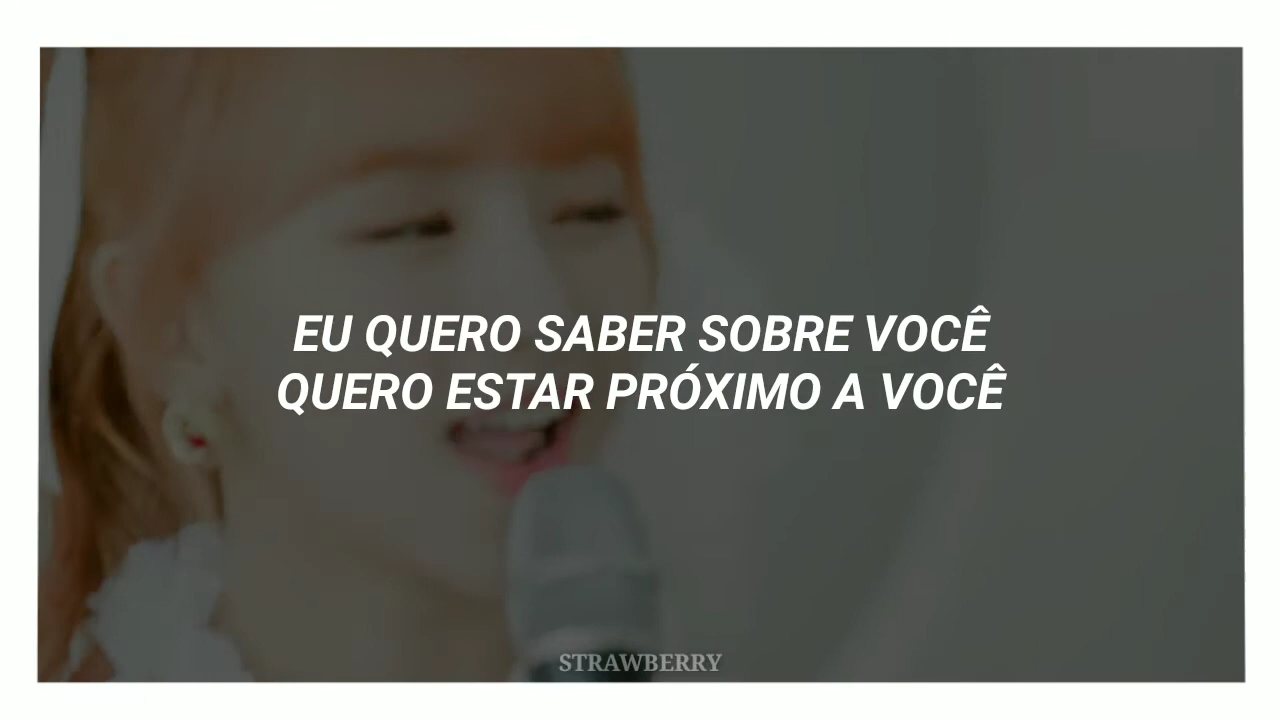 EU QUERO SABER SOBRE VOCÊ
QUERO ESTAR PRÓXIMO A VOCÊ
STRAWBERRY